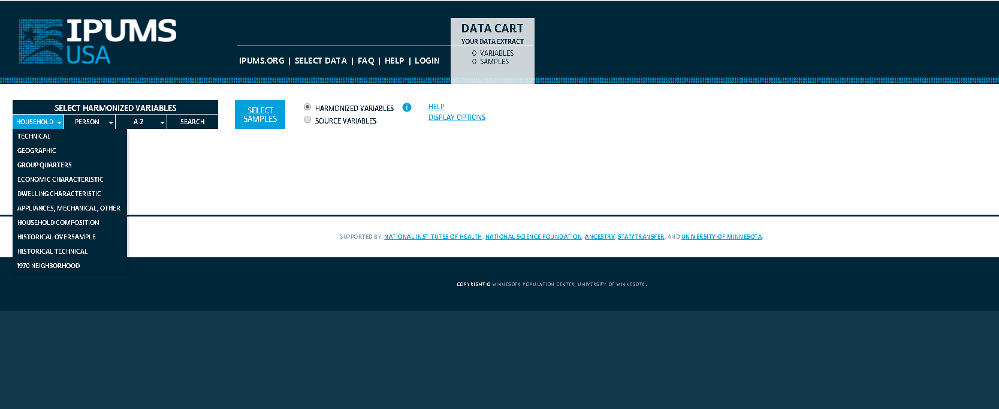 IPUMS
USA
DATA CART
YOUR DATA EXTRACT
0 VARIABLES
0 SAMPLES
IPUMS.ORG | SELECT DATA | FAQ | HELP | LOGIN
SELECT HARMONIZED VARIABLES
HOUSEHOLD PERSON A-Z SEARCH
SELECT
SAMPLES
HARMONIZED VARIABLES i
SOURCE VARIABLES
HELP
DISPLAY OPTIONS
TECHNICAL
GEOGRAPHIC
GROUP QUARTERS
ECONOMIC CHARACTERISTIC
DWELLING CHARACTERISTIC
APPLIANCES, MECHANICAL, OTHER
HOUSEHOLD COMPOSITION
HISTORICAL OVERSAMPLE
HISTORICAL TECHNICAL
1970 NEIGHBORHOOD
SUPPORTED BY: NATIONAL INSTITUTES OF HEALTH, NATIONAL SCIENCE FOUNDATION, ANCESTRY, STAT/TRANSFER, AND UNIVERSITY OF MINNESOTA.
COPYRIGHT © MINNESOTA POPULATION CENTER, UNIVERSITY OF MINNESOTA.